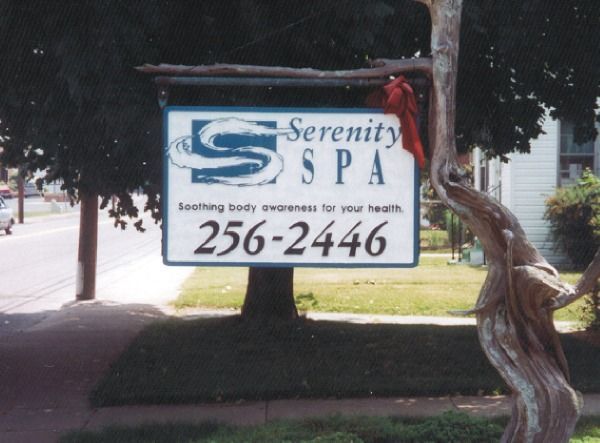 Serenity
SPA
Soothing body awareness for your health.
256-2446